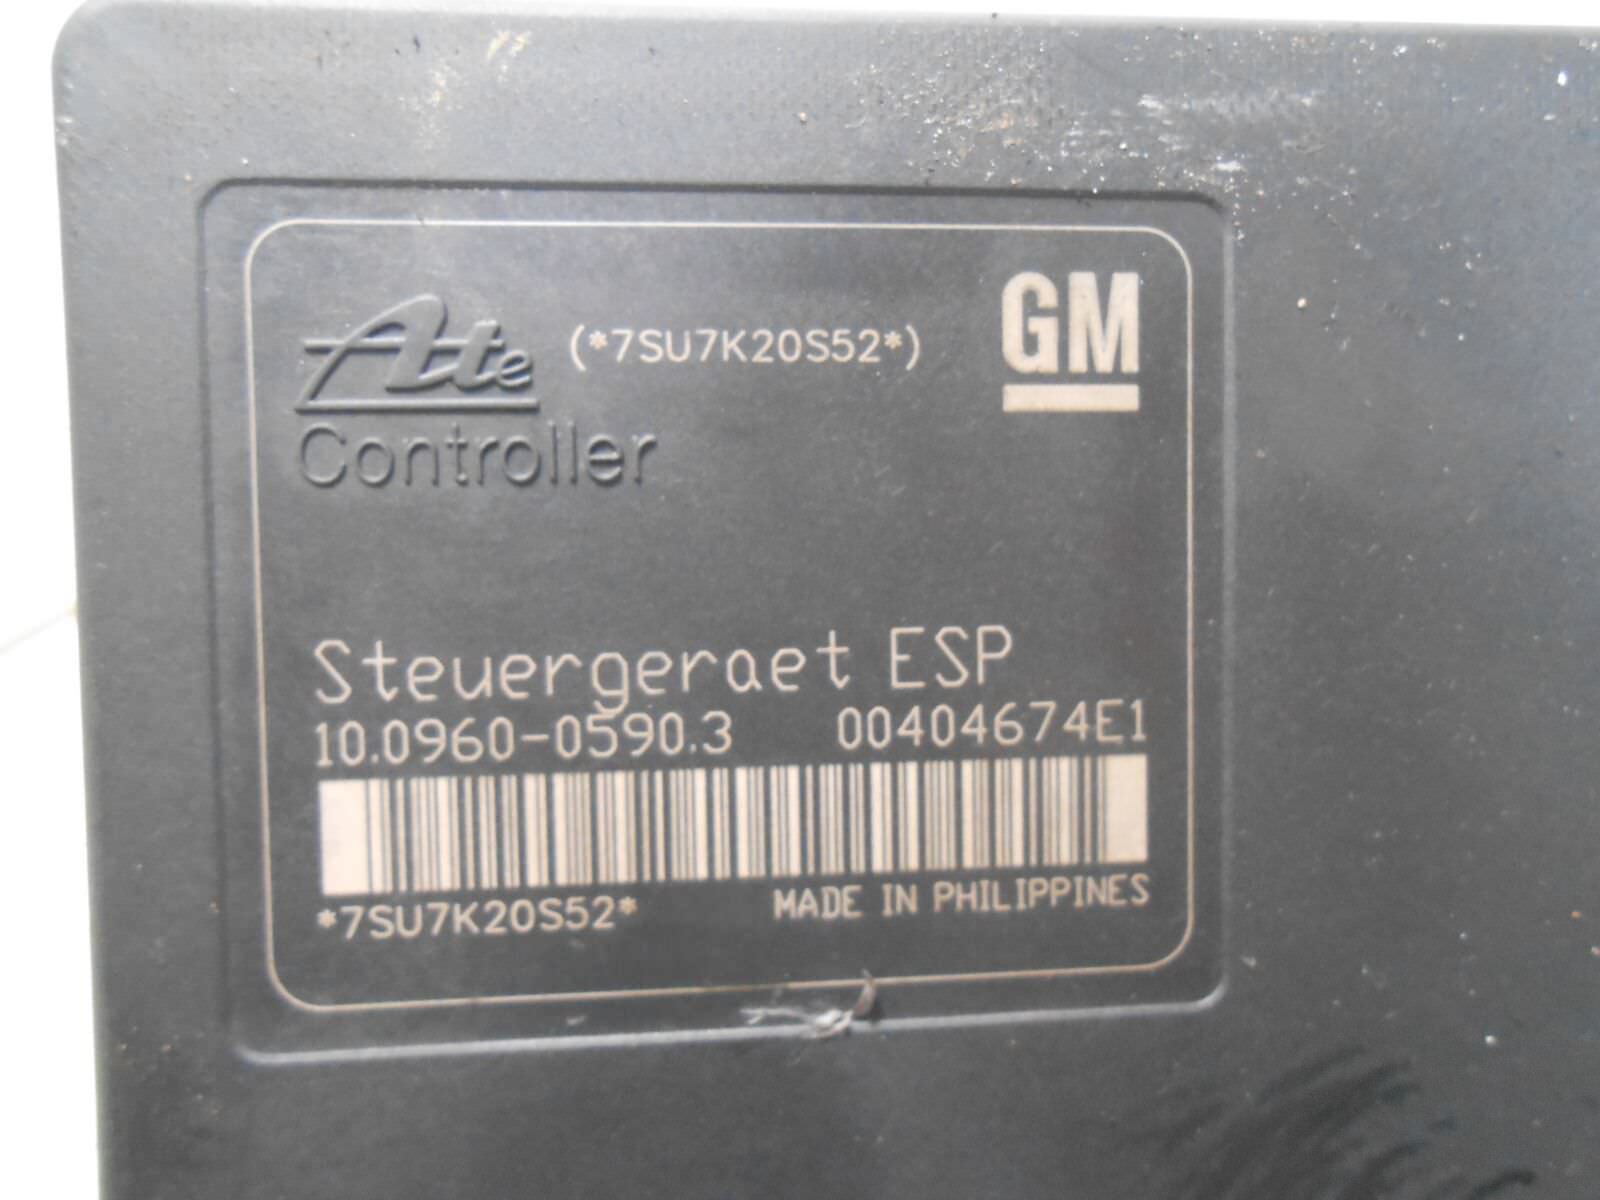 Ate (*7SU7K20S52*) GM
Controller
Steuergeraet ESP
10.0960-0590.3 00404674E1
*7SU7K20S52* MADE IN PHILIPPINES